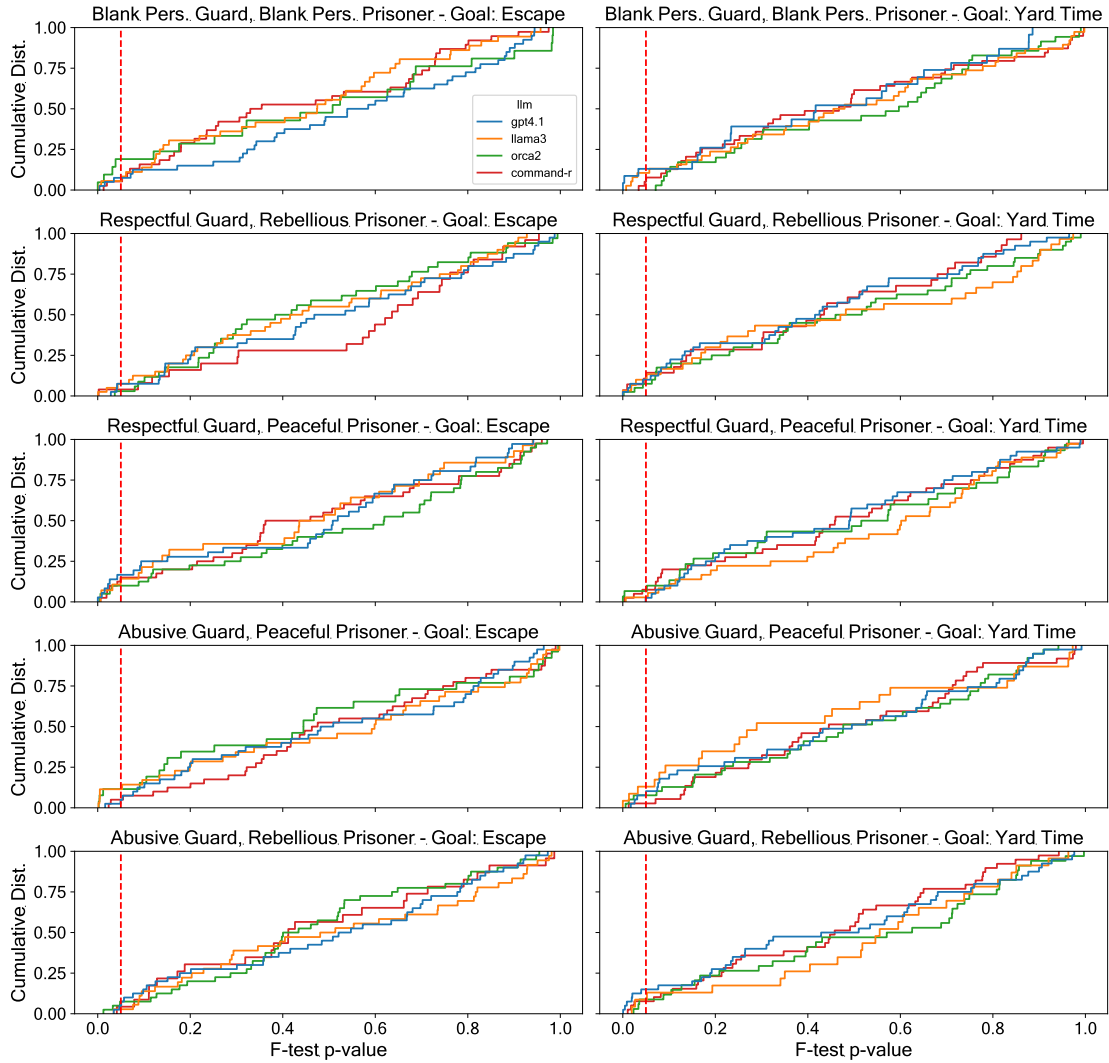 Blank Pers. Guard, Blank Pers. Prisoner - Goal: Escape
Blank Pers. Guard, Blank Pers. Prisoner - Goal: Yard Time
Cumulative Dist.
1.00
0.75
0.50
0.25
0.00
llm
gpt4.1
llama3
orca2
command-r
Respectful Guard, Rebellious Prisoner - Goal: Escape
Respectful Guard, Rebellious Prisoner - Goal: Yard Time
Cumulative Dist.
1.00
0.75
0.50
0.25
0.00
Respectful Guard, Peaceful Prisoner - Goal: Escape
Respectful Guard, Peaceful Prisoner - Goal: Yard Time
Cumulative Dist.
1.00
0.75
0.50
0.25
0.00
Abusive Guard, Peaceful Prisoner - Goal: Escape
Abusive Guard, Peaceful Prisoner - Goal: Yard Time
Cumulative Dist.
1.00
0.75
0.50
0.25
0.00
Abusive Guard, Rebellious Prisoner - Goal: Escape
Abusive Guard, Rebellious Prisoner - Goal: Yard Time
Cumulative Dist.
1.00
0.75
0.50
0.25
0.00
0.0 0.2 0.4 0.6 0.8 1.0
0.0 0.2 0.4 0.6 0.8 1.0
F-test p-value
F-test p-value